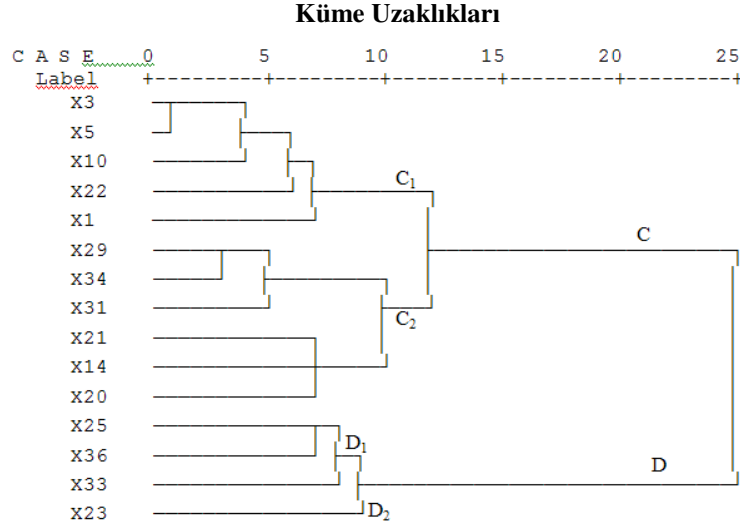 Küme Uzaklıkları
C A S E 0 5 10 15 20 25
Label +---------+---------+---------+---------+---------+
X3
X5
X10
X22
C1
X1
C
X29
X34
X31
C2
X21
X14
X20
X25
D1
X36
D
X33
X23
D2